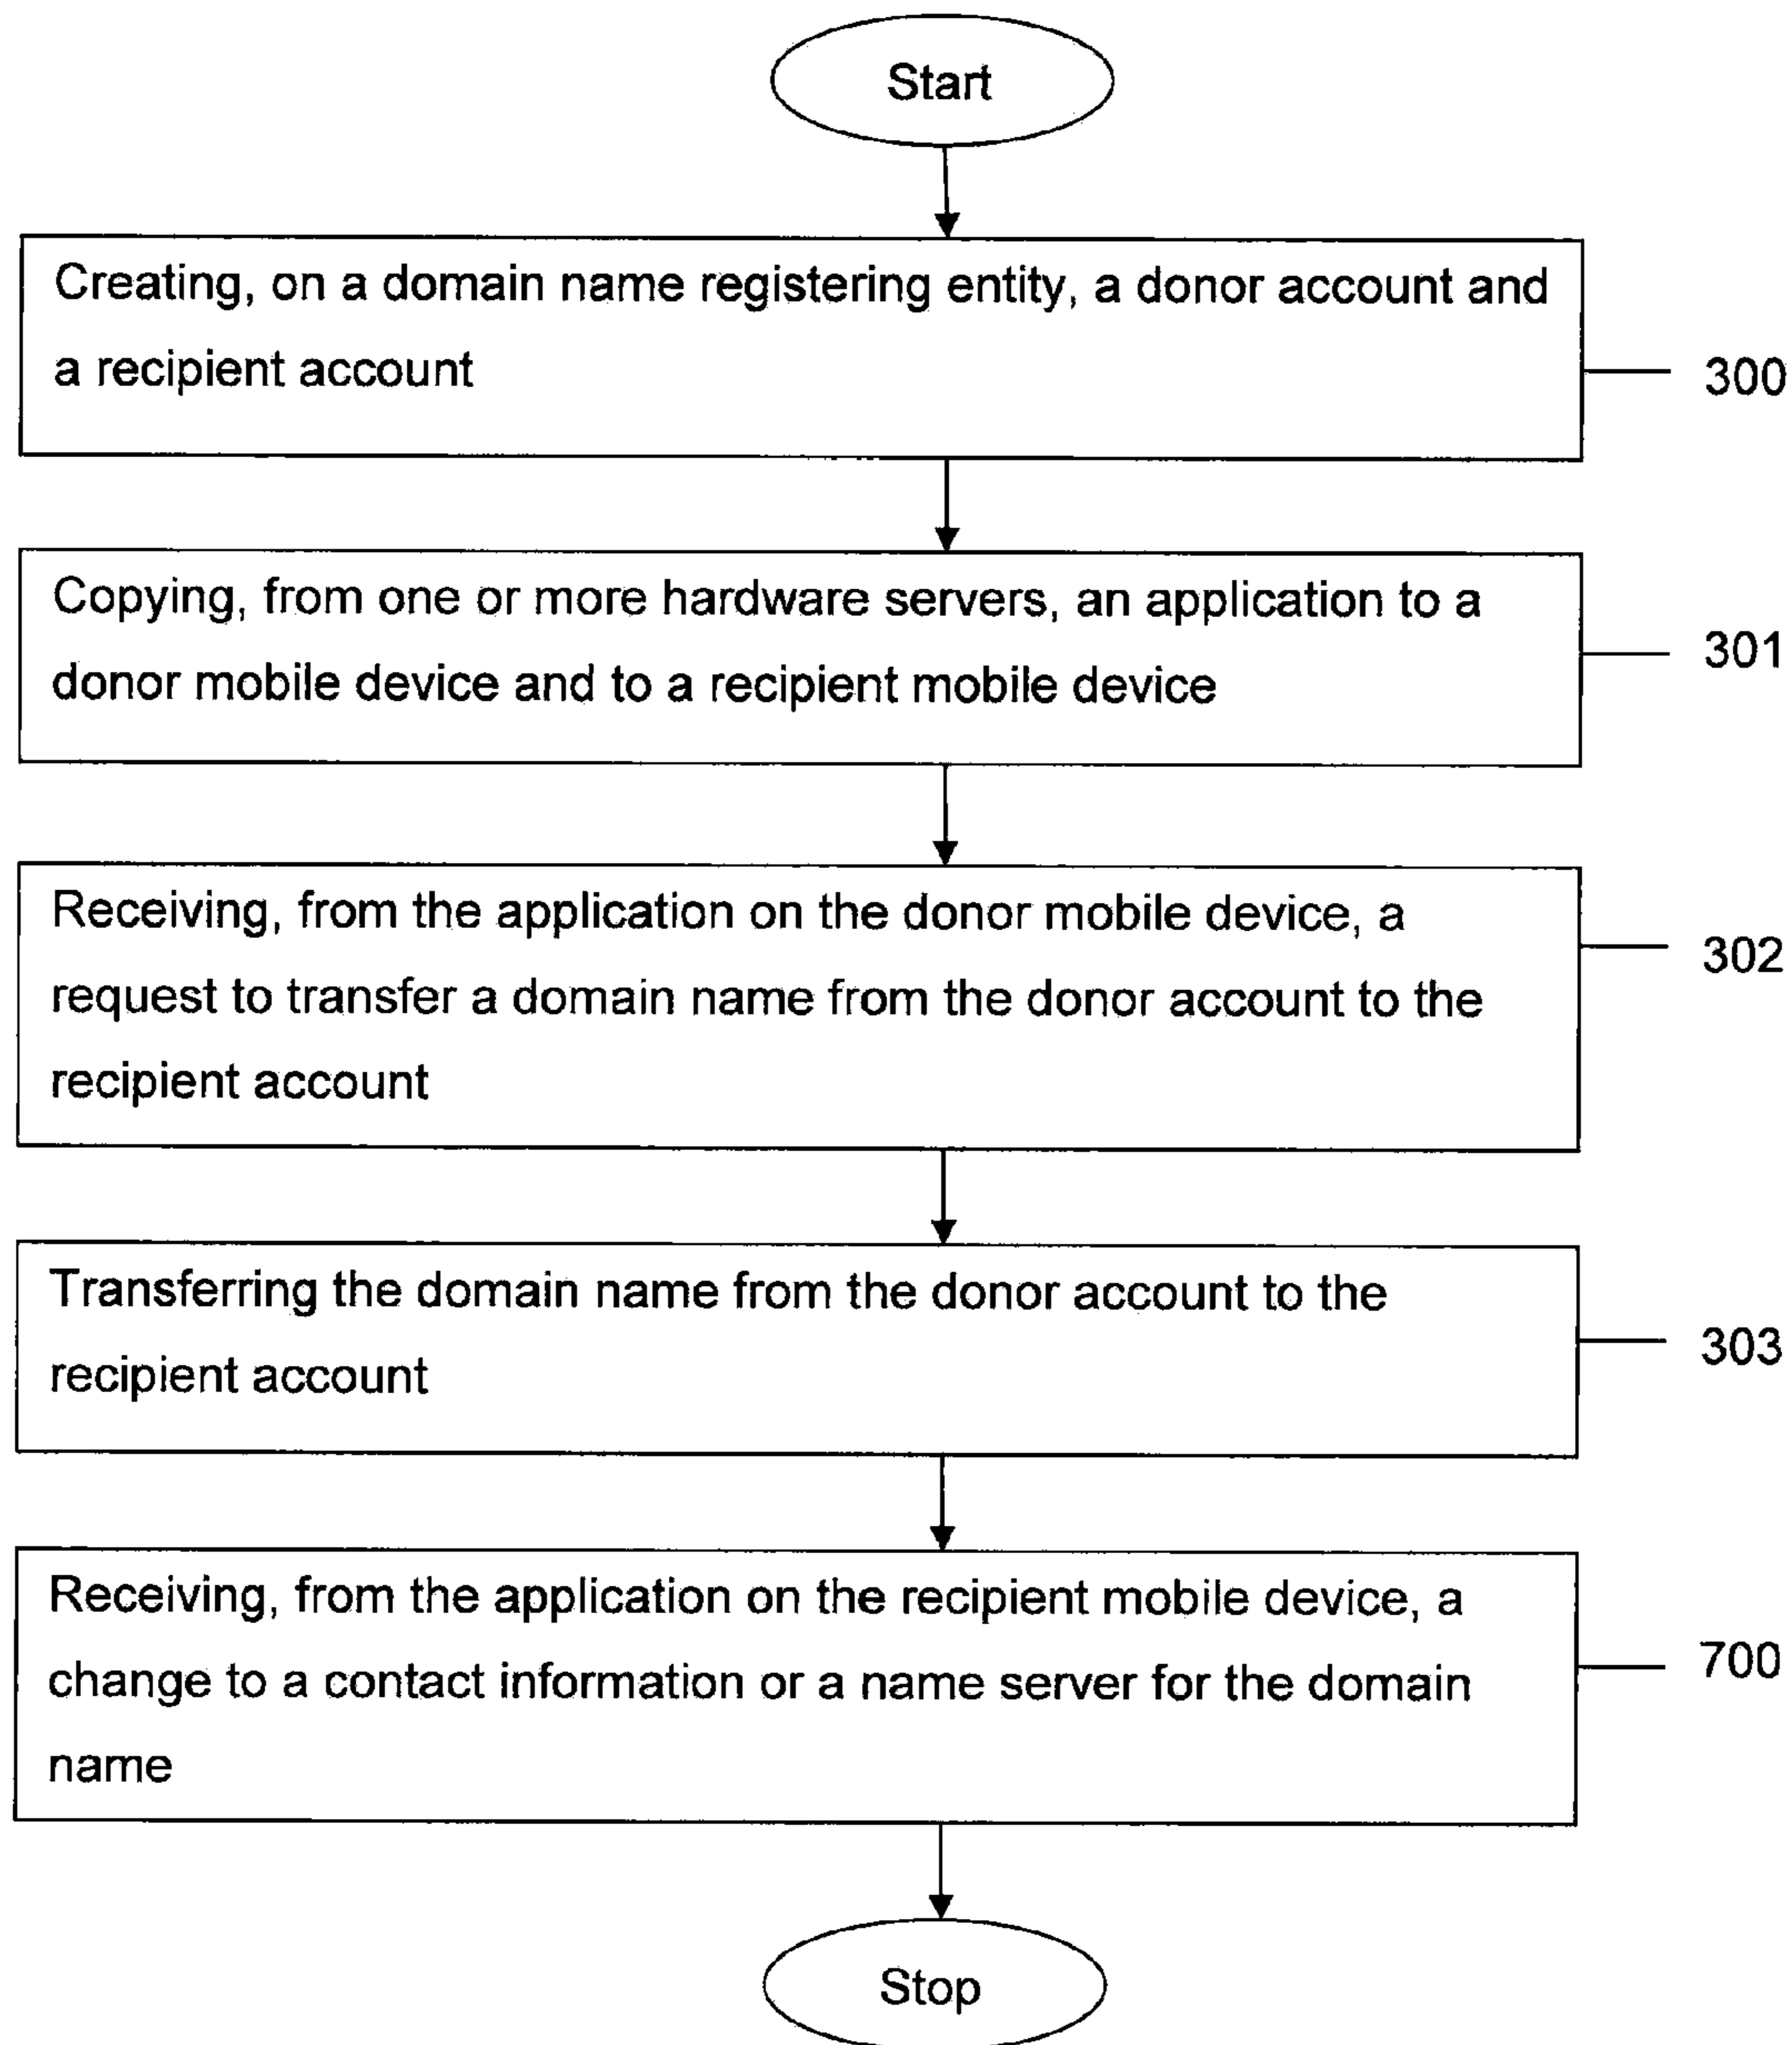 Start
Creating, on a domain name registering entity, a donor account and
a recipient account
300
Copying, from one or more hardware servers, an application to a
donor mobile device and to a recipient mobile device
301
Receiving, from the application on the donor mobile device, a
request to transfer a domain name from the donor account to the
recipient account
302
Transferring the domain name from the donor account to the
recipient account
303
Receiving, from the application on the recipient mobile device, a
change to a contact information or a name server for the domain
name
700
Stop